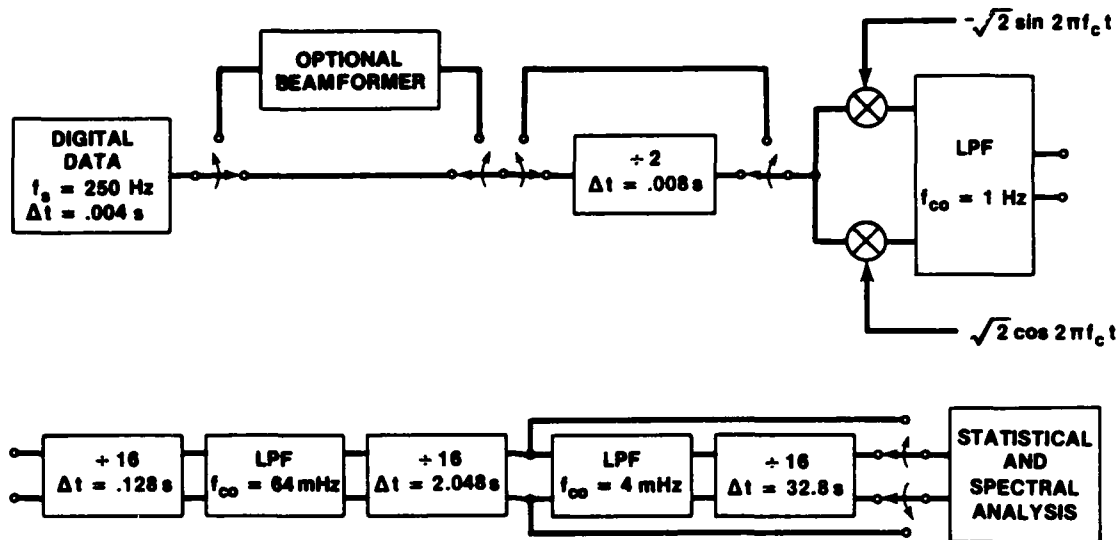 -√2 sin 2πf_c t
OPTIONAL
BEAMFORMER
DIGITAL
DATA
f_s = 250 Hz
Δt = .004 s
÷ 2
Δt = .008 s
LPF
f_co = 1 Hz
√2 cos 2πf_c t
÷ 16
Δt = .128 s
LPF
f_co = 64 mHz
÷ 16
Δt = 2.048 s
LPF
f_co = 4 mHz
÷ 16
Δt = 32.8 s
STATISTICAL
AND
SPECTRAL
ANALYSIS